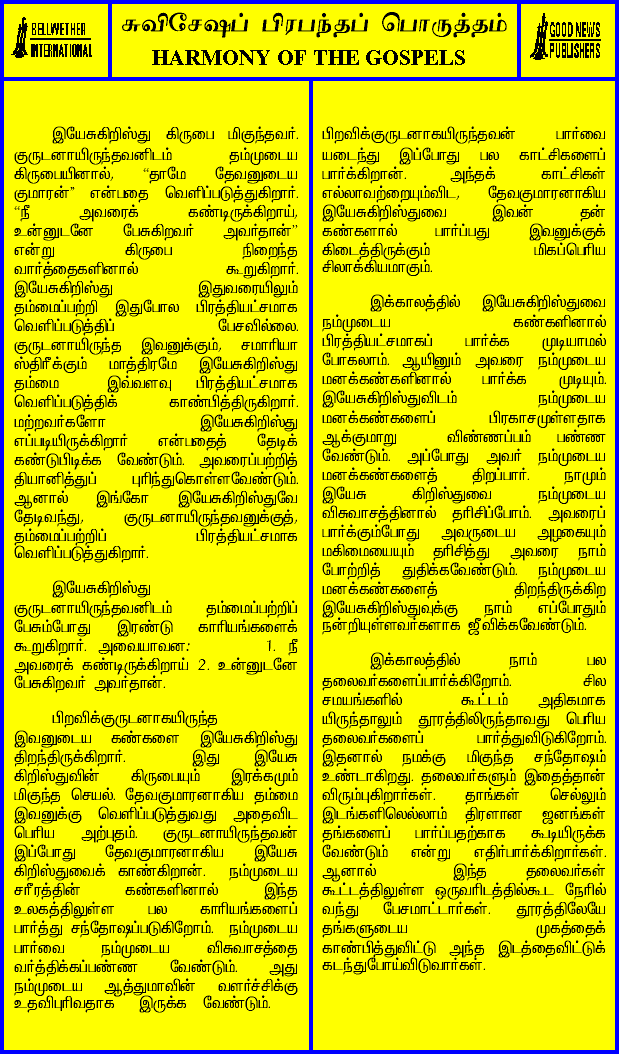 BELLWETHER
INTERNATIONAL
சுவிசேஷப் பிரபந்தப் பொருத்தம்
HARMONY OF THE GOSPELS
GOOD NEWS
PUBLISHERS
இயேசுகிறிஸ்து கிருபை மிகுந்தவர்.
குருடனாயிருந்தவனிடம் தம்முடைய
கிருபையினால், “தாமே தேவனுடைய
குமாரன்” என்பதை வெளிப்படுத்துகிறார்.
“நீ அவரைக் கண்டிருக்கிறாய்,
உன்னுடனே பேசுகிறவர் அவர்தான்”
என்று கிருபை நிறைந்த
வார்த்தைகளினால் கூறுகிறார்.
இயேசுகிறிஸ்து இதுவரையிலும்
தம்மைப்பற்றி இதுபோல பிரத்தியட்சமாக
வெளிப்படுத்திப் பேசவில்லை.
குருடனாயிருந்த இவனுக்கும், சமாரியா
ஸ்திரீக்கும் மாத்திரமே இயேசுகிறிஸ்து
தம்மை இவ்வளவு பிரத்தியட்சமாக
வெளிப்படுத்திக் காண்பித்திருகிறார்.
மற்றவர்களோ இயேசுகிறிஸ்து
எப்படியிருக்கிறார் என்பதைத் தேடிக்
கண்டுபிடிக்க வேண்டும். அவரைப்பற்றித்
தியானித்துப் புரிந்துகொள்ளவேண்டும்.
ஆனால் இங்கோ இயேசுகிறிஸ்துவே
தேடிவந்து, குருடனாயிருந்தவனுக்குத்,
தம்மைப்பற்றிப் பிரத்தியட்சமாக
வெளிப்படுத்துகிறார்.
இயேசுகிறிஸ்து
குருடனாயிருந்தவனிடம் தம்மைப்பற்றிப்
பேசும்போது இரண்டு காரியங்களைக்
கூறுகிறார். அவையாவன: 1. நீ
அவரைக் கண்டிருக்கிறாய் 2. உன்னுடனே
பேசுகிறவர் அவர்தான்.
பிறவிக்குருடனாகயிருந்த
இவனுடைய கண்களை இயேசுகிறிஸ்து
திறந்திருக்கிறார். இது இயேசு
கிறிஸ்துவின் கிருபையும் இரக்கமும்
மிகுந்த செயல். தேவகுமாரனாகிய தம்மை
இவனுக்கு வெளிப்படுத்துவது அதைவிட
பெரிய அற்புதம். குருடனாயிருந்தவன்
இப்போது தேவகுமாரனாகிய இயேசு
கிறிஸ்துவைக் காண்கிறான். நம்முடைய
சரீரத்தின் கண்களினால் இந்த
உலகத்திலுள்ள பல காரியங்களைப்
பார்த்து சந்தோஷப்படுகிறோம். நம்முடைய
பார்வை நம்முடைய விசுவாசத்தை
வர்த்திக்கப்பண்ண வேண்டும். அது
நம்முடைய ஆத்துமாவின் வளர்ச்சிக்கு
உதவிபுரிவதாக இருக்க வேண்டும்.
பிறவிக்குருடனாகயிருந்தவன் பார்வை
யடைந்து இப்போது பல காட்சிகளைப்
பார்க்கிறான். அந்தக் காட்சிகள்
எல்லாவற்றையும்விட, தேவகுமாரனாகிய
இயேசுகிறிஸ்துவை இவன் தன்
கண்களால் பார்ப்பது இவனுக்குக்
கிடைத்திருக்கும் மிகப்பெரிய
சிலாக்கியமாகும்.
இக்காலத்தில் இயேசுகிறிஸ்துவை
நம்முடைய கண்களினால்
பிரத்தியட்சமாகப் பார்க்க முடியாமல்
போகலாம். ஆயினும் அவரை நம்முடைய
மனக்கண்களினால் பார்க்க முடியும்.
இயேசுகிறிஸ்துவிடம் நம்முடைய
மனக்கண்களைப் பிரகாசமுள்ளதாக
ஆக்குமாறு விண்ணப்பம் பண்ண
வேண்டும். அப்போது அவர் நம்முடைய
மனக்கண்களைத் திறப்பார். நாமும்
இயேசு கிறிஸ்துவை நம்முடைய
விசுவாசத்தினால் தரிசிப்போம். அவரைப்
பார்க்கும்போது அவருடைய அழகையும்
மகிமையையும் தரிசித்து அவரை நாம்
போற்றித் துதிக்கவேண்டும். நம்முடைய
மனக்கண்களைத் திறந்திருக்கிற
இயேசுகிறிஸ்துவுக்கு நாம் எப்போதும்
நன்றியுள்ளவர்களாக ஜீவிக்கவேண்டும்.
இக்காலத்தில் நாம் பல
தலைவர்களைப்பார்க்கிறோம். சில
சமயங்களில் கூட்டம் அதிகமாக
யிருந்தாலும் தூரத்திலிருந்தாவது பெரிய
தலைவர்களைப் பார்த்துவிடுகிறோம்.
இதனால் நமக்கு மிகுந்த சந்தோஷம்
உண்டாகிறது. தலைவர்களும் இதைத்தான்
விரும்புகிறார்கள். தாங்கள் செல்லும்
இடங்களிலெல்லாம் திரளான ஜனங்கள்
தங்களைப் பார்ப்பதற்காக கூடியிருக்க
வேண்டும் என்று எதிர்பார்க்கிறார்கள்.
ஆனால் இந்த தலைவர்கள்
கூட்டத்திலுள்ள ஒருவரிடத்தில்கூட நேரில்
வந்து பேசமாட்டார்கள். தூரத்திலேயே
தங்களுடைய முகத்தைக்
காண்பித்துவிட்டு அந்த இடத்தைவிட்டுக்
கடந்துபோய்விடுவார்கள்.